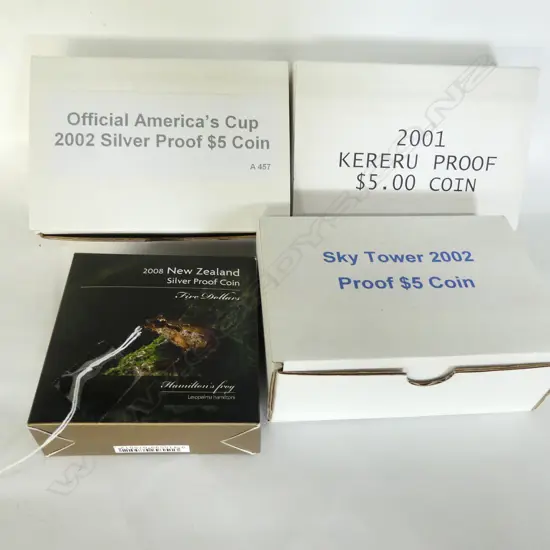 Official America's Cup
2002 Silver Proof $5 Coin
A 457
2001
KERERU PROOF
$5.00 COIN
Sky Tower 2002
Proof $5 Coin
2008 New Zealand
Silver Proof Coin
Five Dollars
Hamilton's frog
Leiopelma hamiltoni